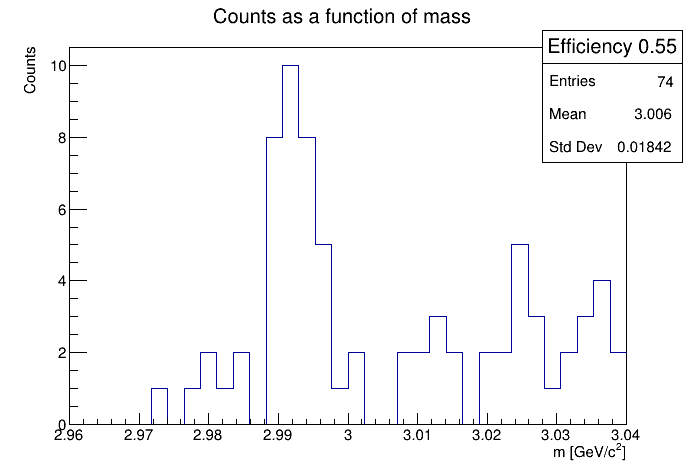 Counts as a function of mass
Efficiency 0.55
Entries 74
Mean 3.006
Std Dev 0.01842
Counts
10
8
6
4
2
0
2.96 2.97 2.98 2.99 3 3.01 3.02 3.03 3.04
m [GeV/c²]